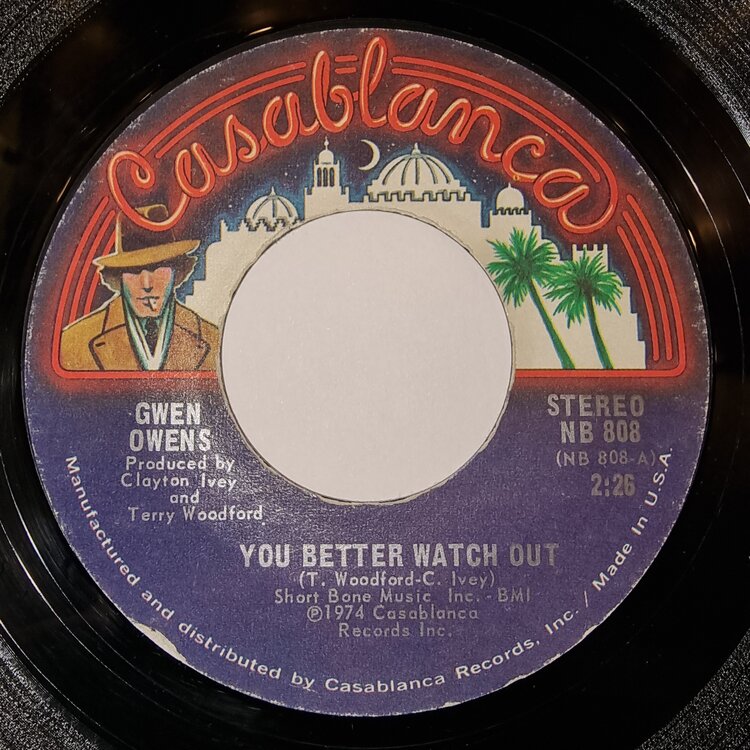 Casablanca
GWEN
OWENS
Produced by
Clayton Ivey
and
Terry Woodford
STEREO
NB 808
(NB 808-A)
2:26
YOU BETTER WATCH OUT
(T. Woodford-C. Ivey)
Short Bone Music Inc. - BMI
℗1974 Casablanca
Records Inc.
Manufactured and distributed by Casablanca Records, Inc. / Made In U.S.A.